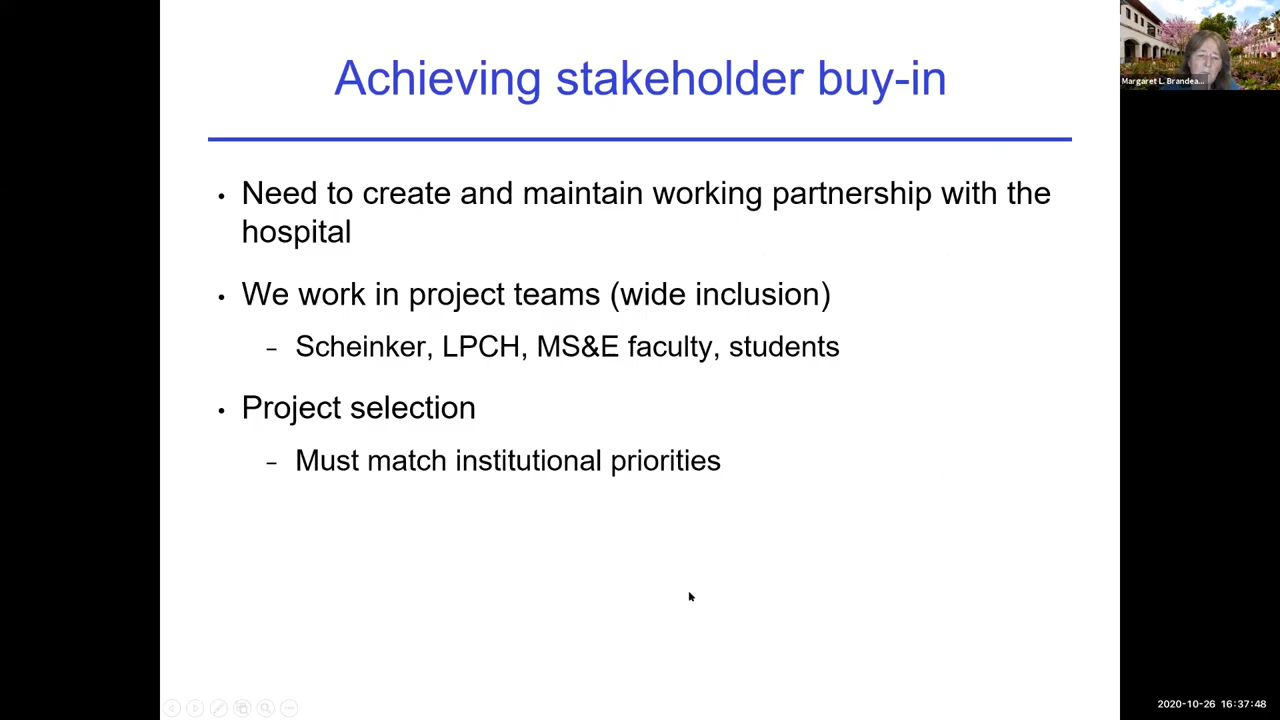 Achieving stakeholder buy-in
Margaret L. Brandea...
• Need to create and maintain working partnership with the
hospital
• We work in project teams (wide inclusion)
– Scheinker, LPCH, MS&E faculty, students
• Project selection
– Must match institutional priorities
2020-10-26 16:37:48